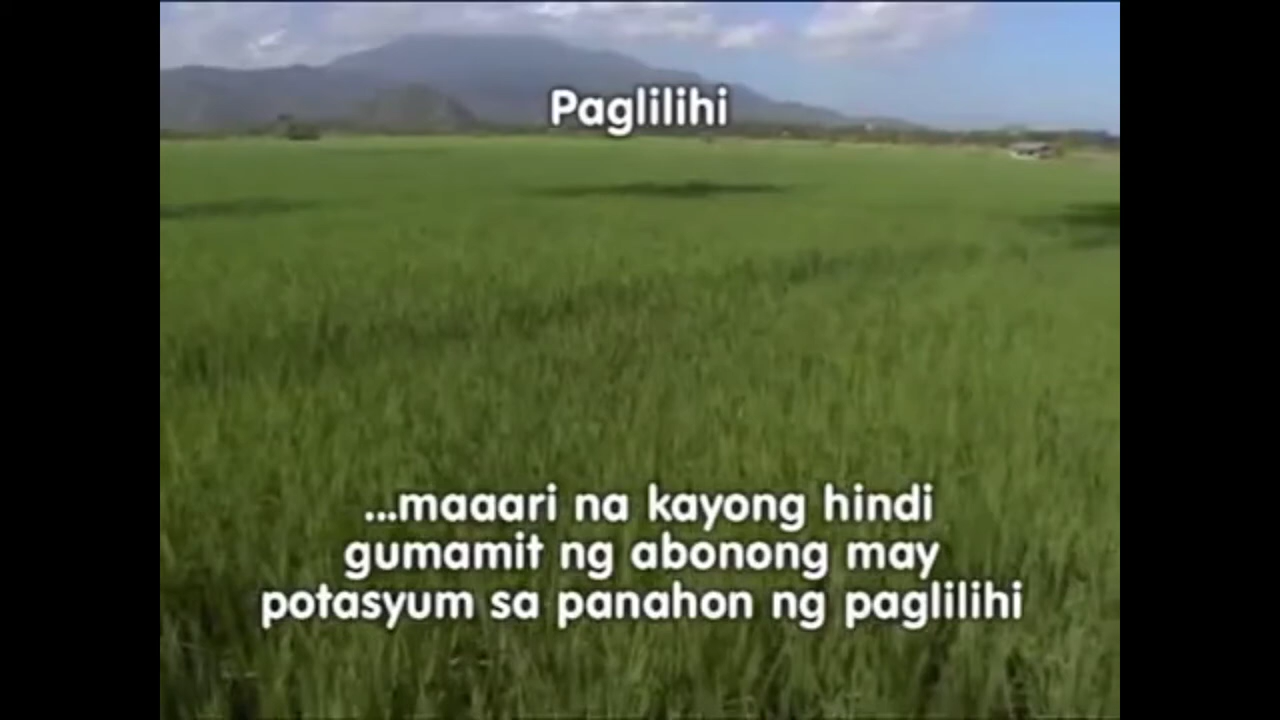 Paglilihi
...maaari na kayong hindi
gumamit ng abonong may
potasyum sa panahon ng paglilihi